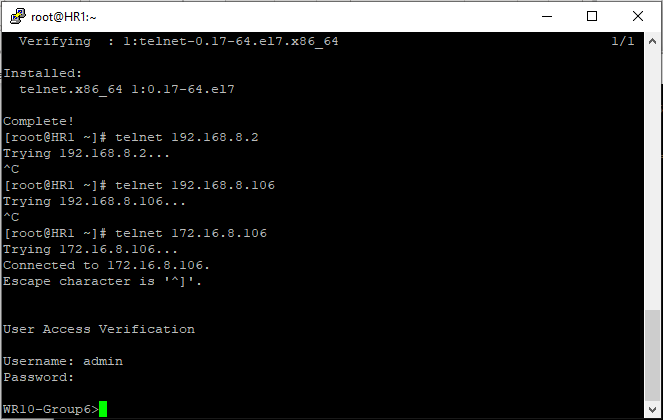 root@HR1:~
Verifying  : 1:telnet-0.17-64.el7.x86_64 1/1
Installed:
telnet.x86_64 1:0.17-64.el7
Complete!
[root@HR1 ~]# telnet 192.168.8.2
Trying 192.168.8.2...
^C
[root@HR1 ~]# telnet 192.168.8.106
Trying 192.168.8.106...
^C
[root@HR1 ~]# telnet 172.16.8.106
Trying 172.16.8.106...
Connected to 172.16.8.106.
Escape character is '^]'.
User Access Verification
Username: admin
Password:
WR10-Group6>